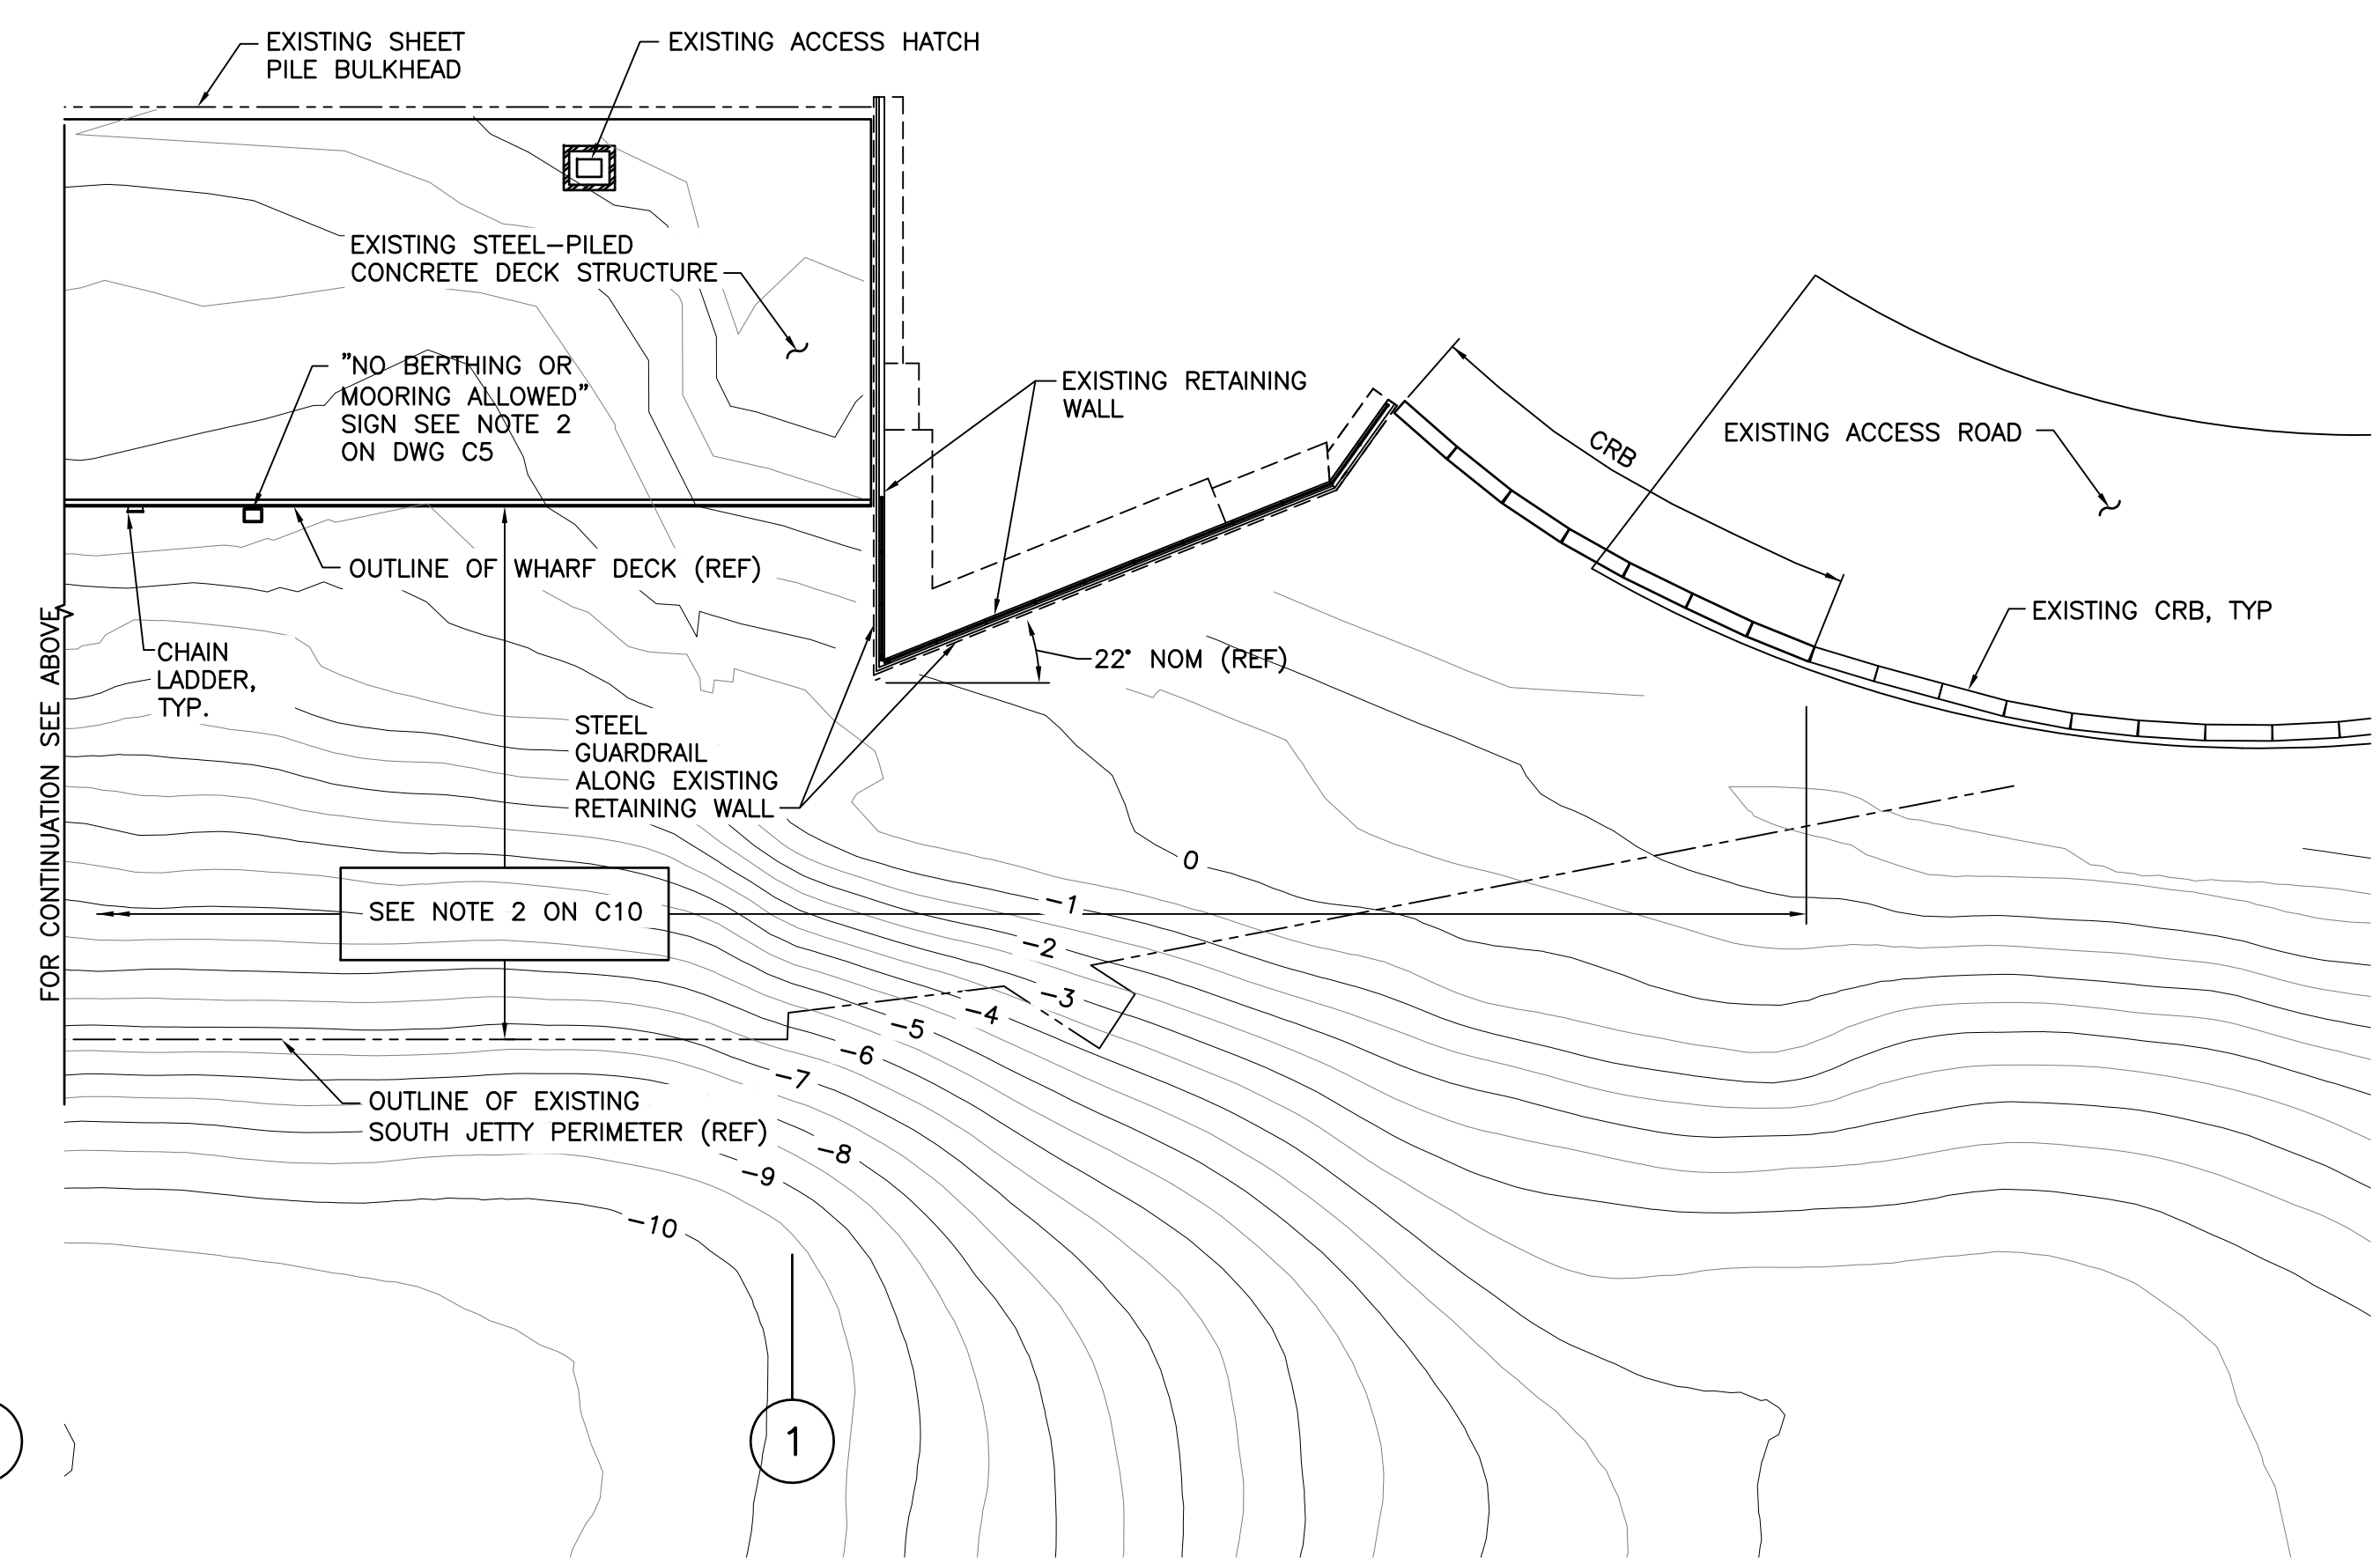 EXISTING SHEET
PILE BULKHEAD
EXISTING ACCESS HATCH
EXISTING STEEL-PILED
CONCRETE DECK STRUCTURE
"NO BERTHING OR
MOORING ALLOWED"
SIGN SEE NOTE 2
ON DWG C5
EXISTING RETAINING
WALL
CRB
EXISTING ACCESS ROAD
OUTLINE OF WHARF DECK (REF)
EXISTING CRB, TYP
22° NOM (REF)
CHAIN
LADDER,
TYP.
STEEL
GUARDRAIL
ALONG EXISTING
RETAINING WALL
FOR CONTINUATION SEE ABOVE
SEE NOTE 2 ON C10
0
-1
-2
-3
-4
-5
-6
-7
-8
-9
-10
OUTLINE OF EXISTING
SOUTH JETTY PERIMETER (REF)
1